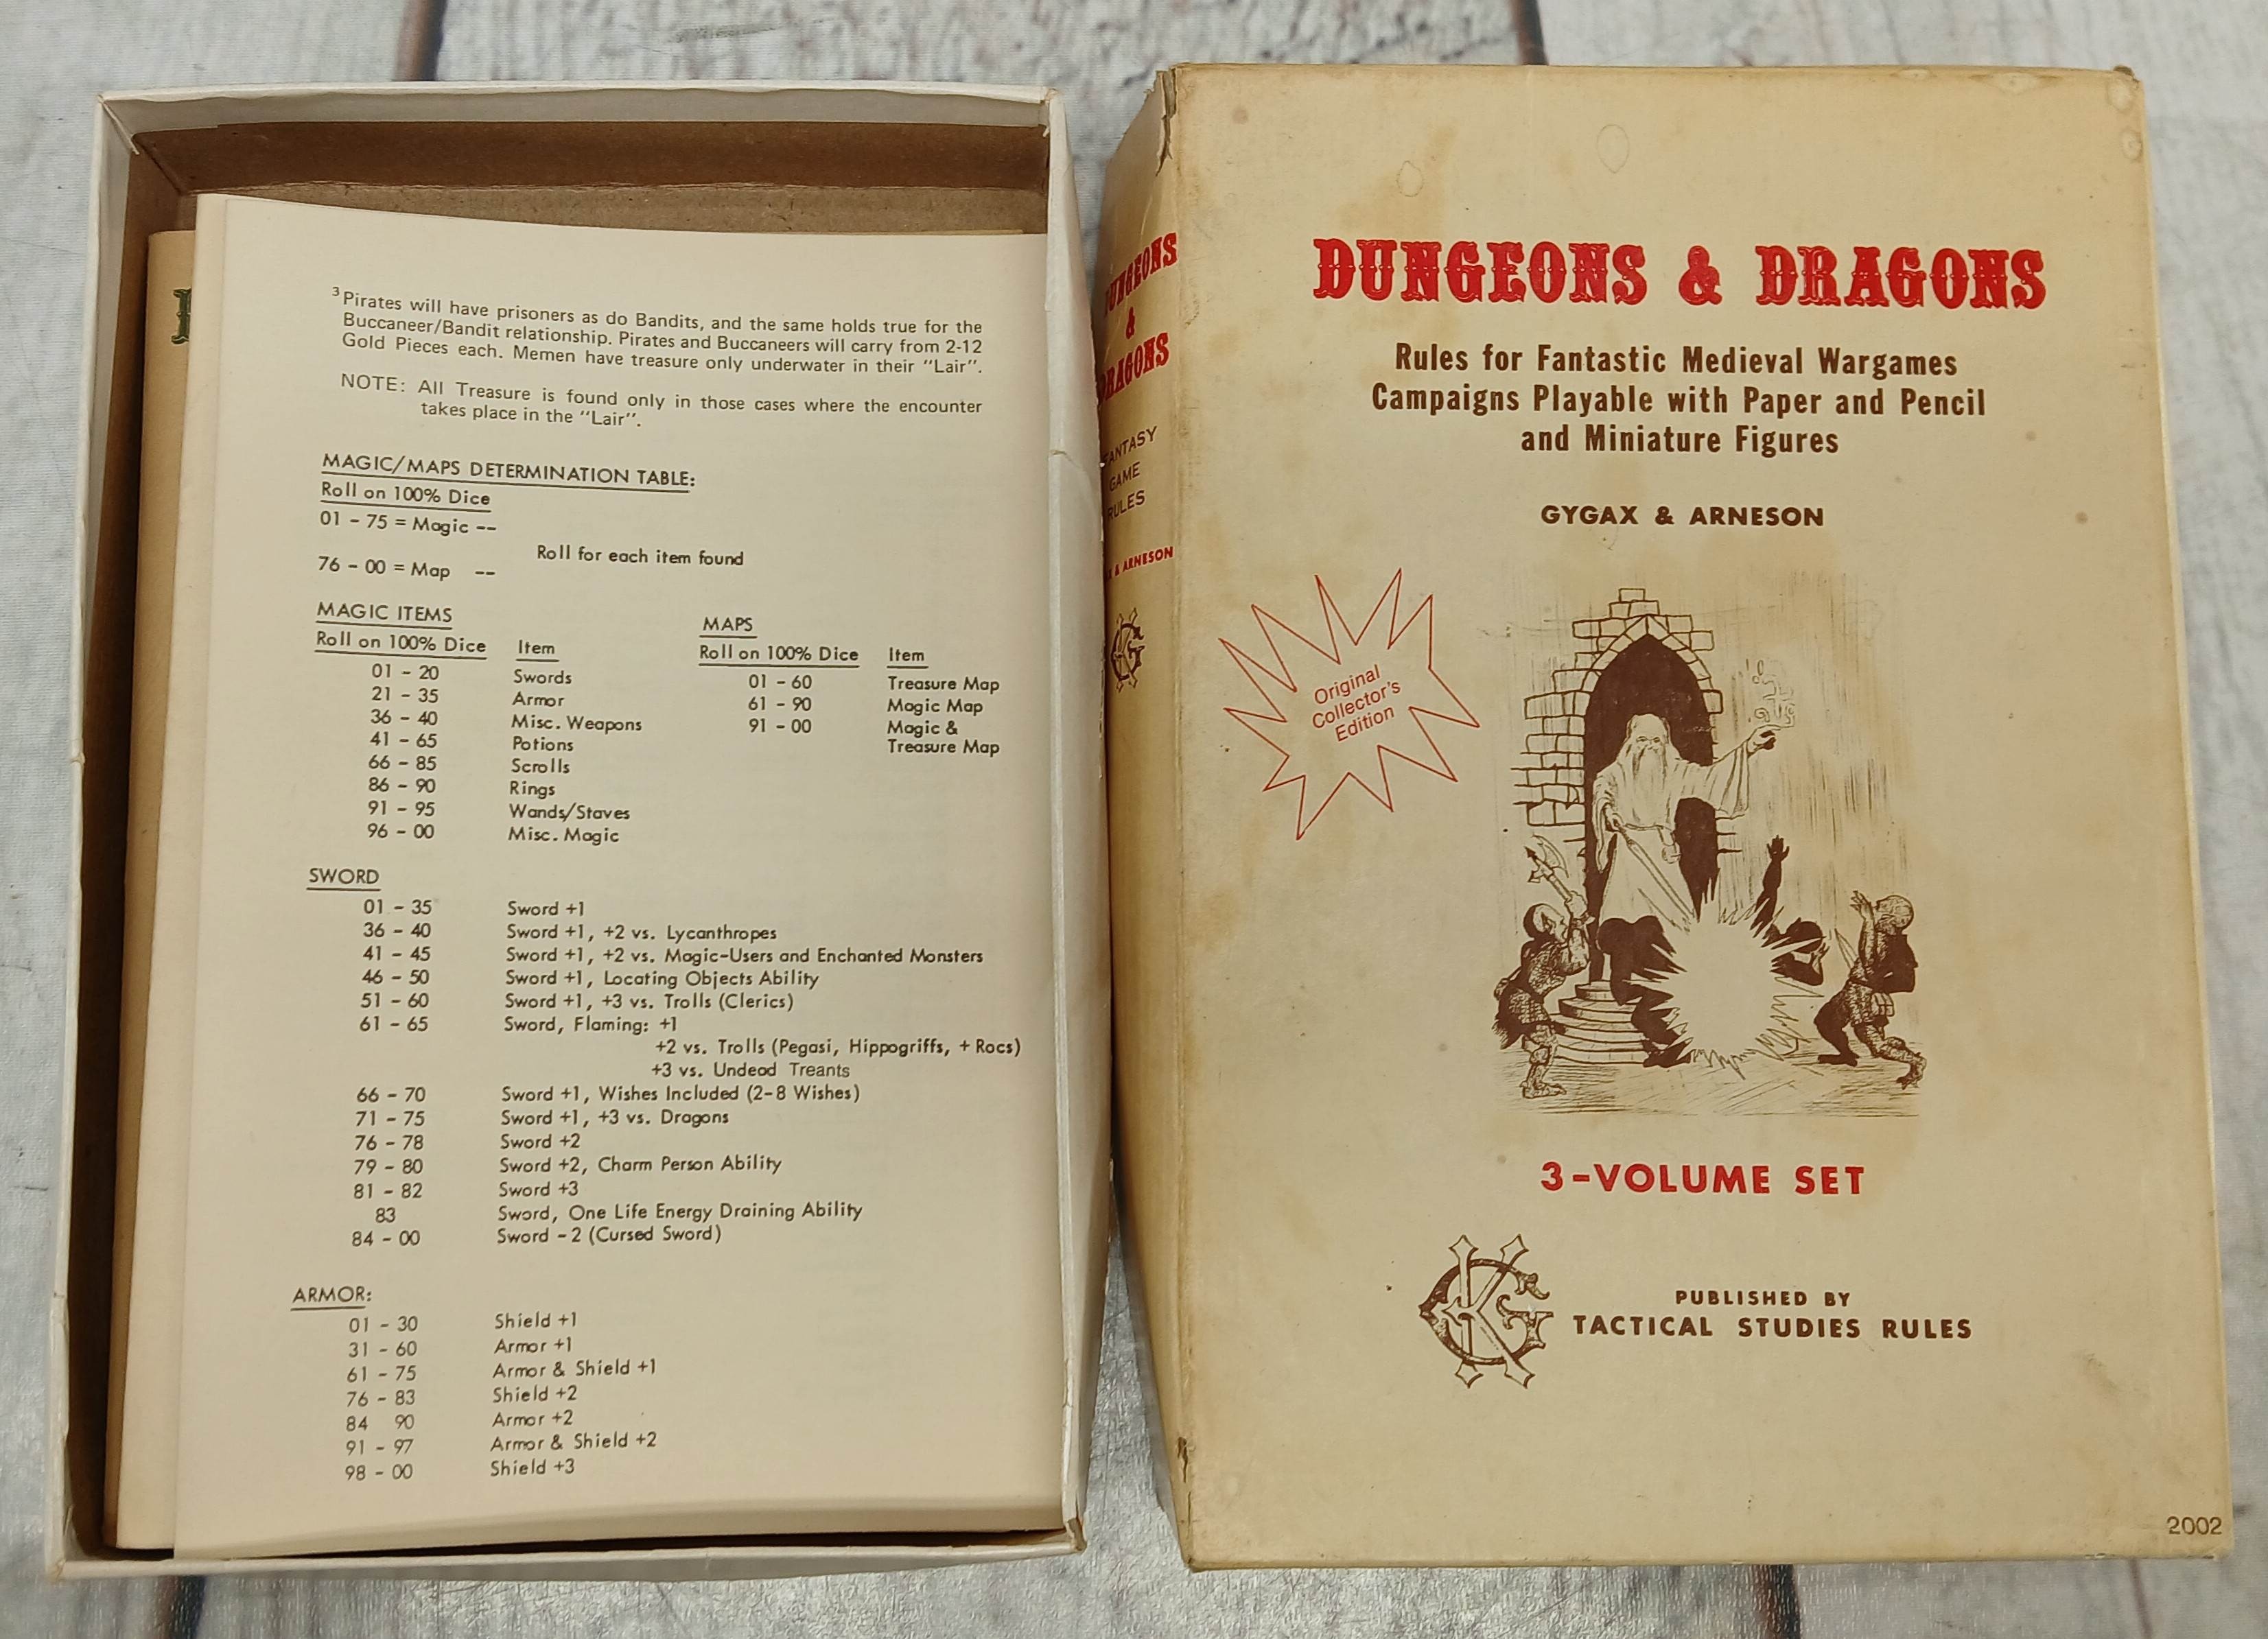 3 Pirates will have prisoners as do Bandits, and the same holds true for the
Buccaneer/Bandit relationship. Pirates and Buccaneers will carry from 2-12
Gold Pieces each. Memen have treasure only underwater in their "Lair".
NOTE: All Treasure is found only in those cases where the encounter
takes place in the "Lair".
MAGIC/MAPS DETERMINATION TABLE:
Roll on 100% Dice
01 - 75 = Magic --
Roll for each item found
76 - 00 = Map --
MAGIC ITEMS
Roll on 100% Dice Item
01 - 20 Swords
21 - 35 Armor
36 - 40 Misc. Weapons
41 - 65 Potions
66 - 85 Scrolls
86 - 90 Rings
91 - 95 Wands/Staves
96 - 00 Misc. Magic
MAPS
Roll on 100% Dice Item
01 - 60 Treasure Map
61 - 90 Magic Map
91 - 00 Magic &
Treasure Map
SWORD
01 - 35 Sword +1
36 - 40 Sword +1, +2 vs. Lycanthropes
41 - 45 Sword +1, +2 vs. Magic-Users and Enchanted Monsters
46 - 50 Sword +1, Locating Objects Ability
51 - 60 Sword +1, +3 vs. Trolls (Clerics)
61 - 65 Sword, Flaming: +1
+2 vs. Trolls (Pegasi, Hippogriffs, + Rocs)
+3 vs. Undead Treants
66 - 70 Sword +1, Wishes Included (2-8 Wishes)
71 - 75 Sword +1, +3 vs. Dragons
76 - 78 Sword +2
79 - 80 Sword +2, Charm Person Ability
81 - 82 Sword +3
83 Sword, One Life Energy Draining Ability
84 - 00 Sword -2 (Cursed Sword)
ARMOR:
01 - 30 Shield +1
31 - 60 Armor +1
61 - 75 Armor & Shield +1
76 - 83 Shield +2
84 90 Armor +2
91 - 97 Armor & Shield +2
98 - 00 Shield +3
DUNGEONS
&
DRAGONS
FANTASY
GAME
RULES
& ARNESON
GK
DUNGEONS & DRAGONS
Rules for Fantastic Medieval Wargames
Campaigns Playable with Paper and Pencil
and Miniature Figures
GYGAX & ARNESON
Original
Collector's
Edition
3-VOLUME SET
GK
PUBLISHED BY
TACTICAL STUDIES RULES
2002